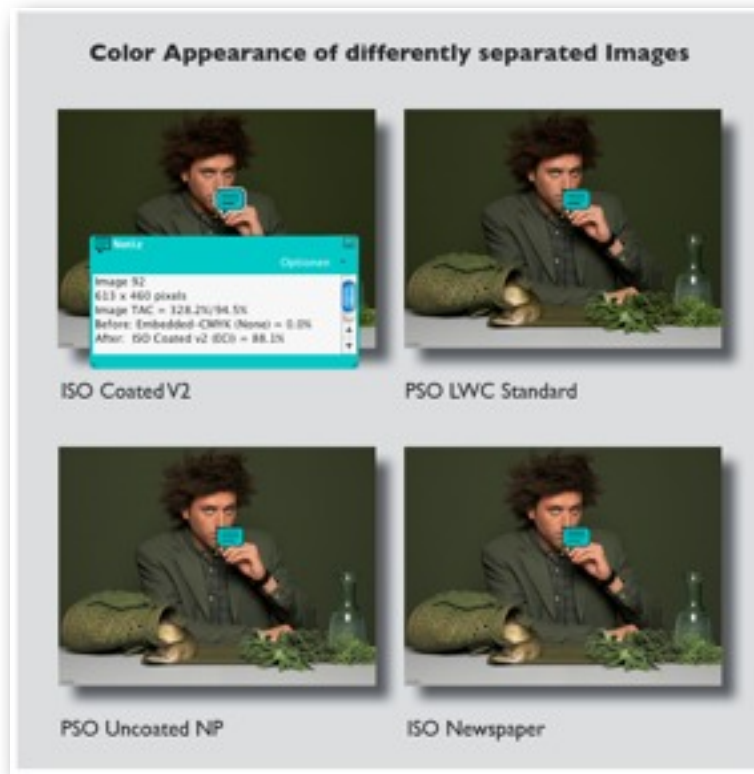 Color Appearance of differently separated Images
Notiz
Optionen
Image 92
613 x 460 pixels
Image TAC = 328.2%/94.5%
Before: Embedded-CMYK (None) = 0.0%
After: ISO Coated v2 (ECI) = 88.1%
ISO Coated V2
PSO LWC Standard
PSO Uncoated NP
ISO Newspaper